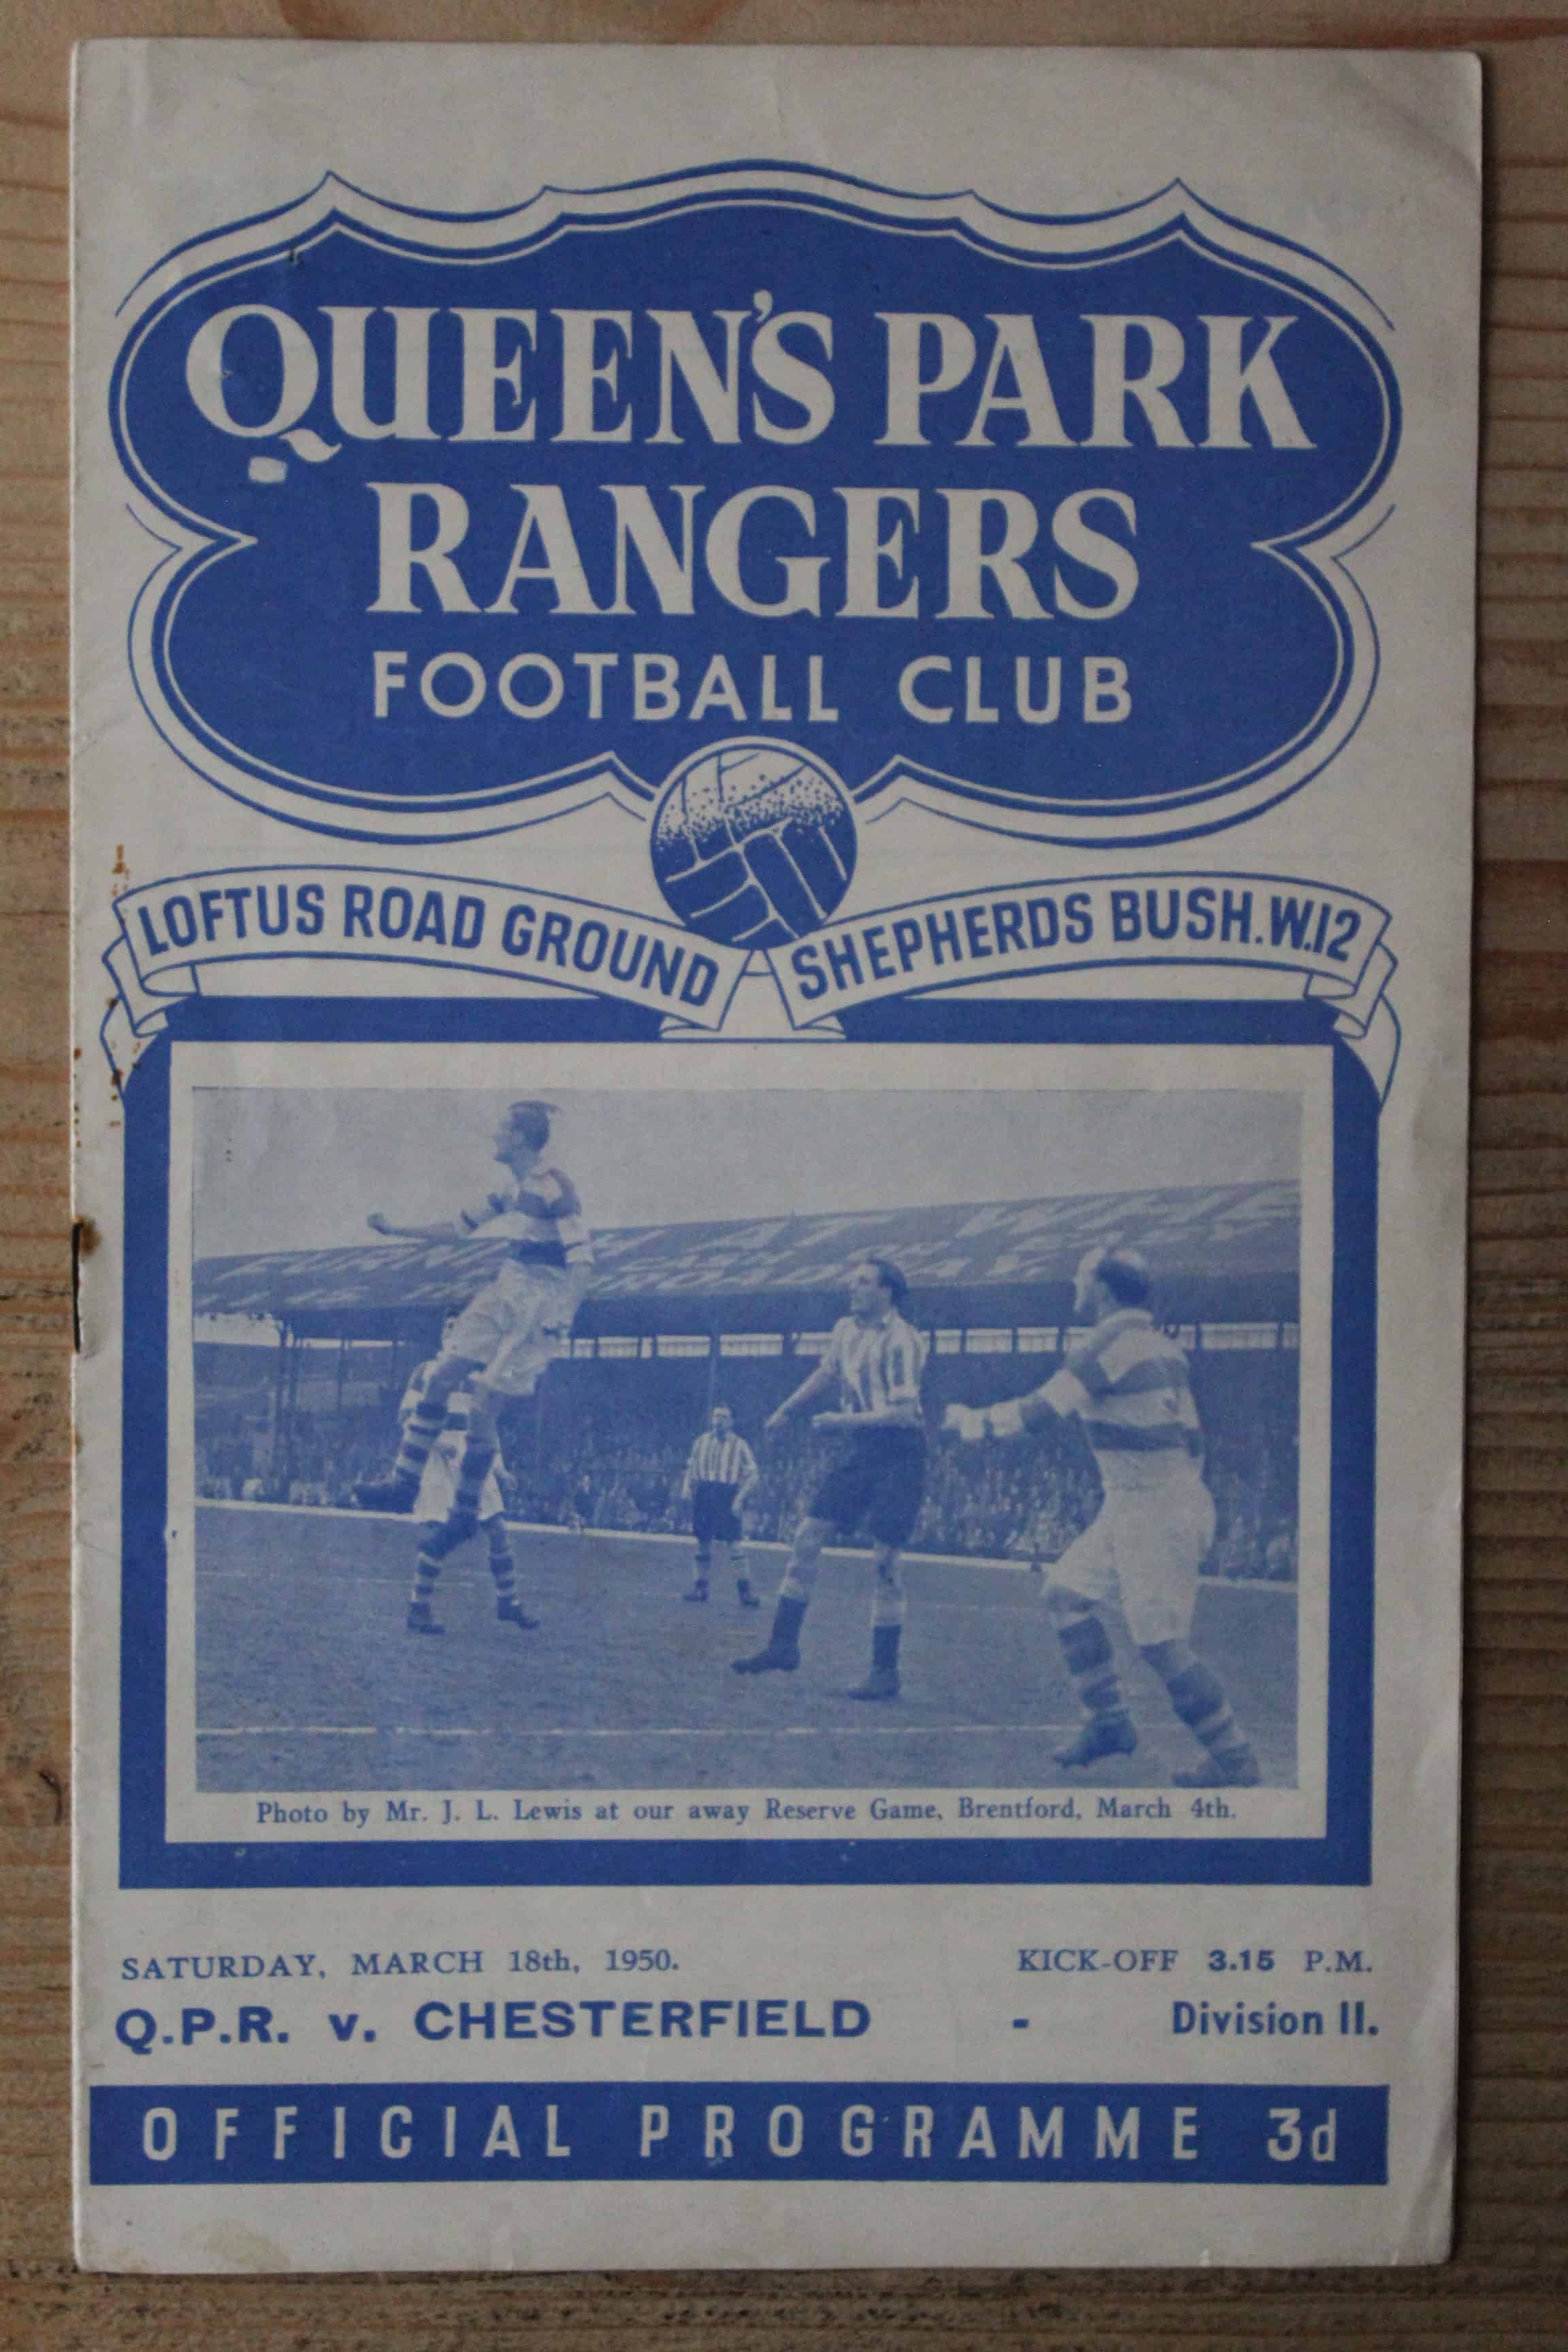 QUEEN'S PARK
RANGERS
FOOTBALL CLUB
LOFTUS ROAD GROUND
SHEPHERDS BUSH. W.12
Photo by Mr. J. L. Lewis at our away Reserve Game, Brentford, March 4th.
SATURDAY, MARCH 18th, 1950. KICK-OFF 3.15 P.M.
Q.P.R. v. CHESTERFIELD - Division II.
OFFICIAL PROGRAMME 3d